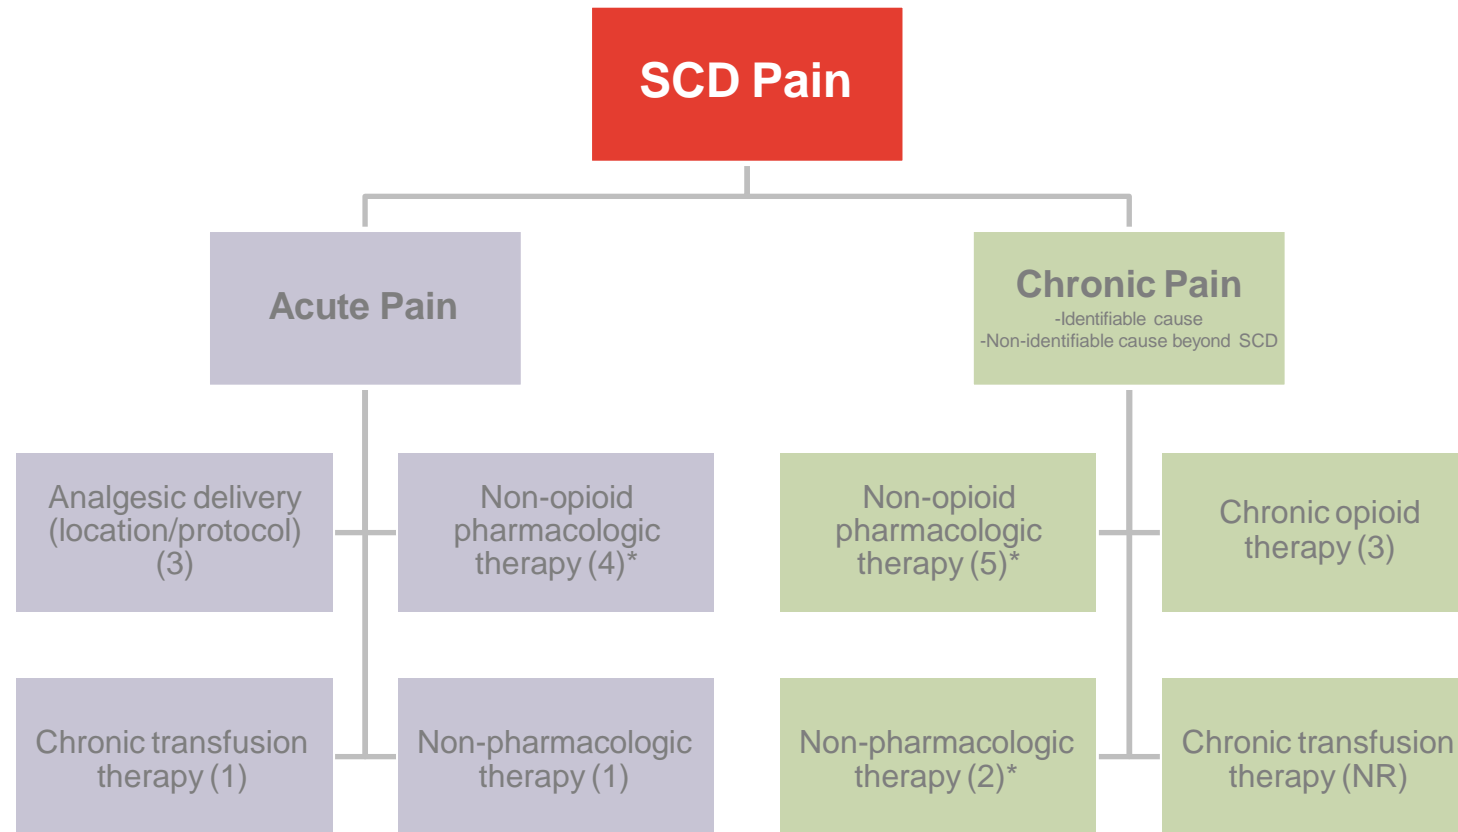 SCD Pain
Acute Pain
Chronic Pain
-Identifiable cause
-Non-identifiable cause beyond SCD
Analgesic delivery
(location/protocol)
(3)
Non-opioid
pharmacologic
therapy (4)*
Non-opioid
pharmacologic
therapy (5)*
Chronic opioid
therapy (3)
Chronic transfusion
therapy (1)
Non-pharmacologic
therapy (1)
Non-pharmacologic
therapy (2)*
Chronic transfusion
therapy (NR)